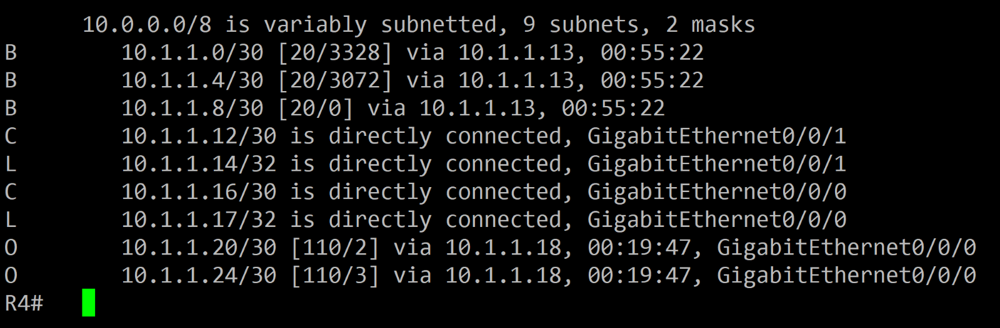 10.0.0.0/8 is variably subnetted, 9 subnets, 2 masks
B 10.1.1.0/30 [20/3328] via 10.1.1.13, 00:55:22
B 10.1.1.4/30 [20/3072] via 10.1.1.13, 00:55:22
B 10.1.1.8/30 [20/0] via 10.1.1.13, 00:55:22
C 10.1.1.12/30 is directly connected, GigabitEthernet0/0/1
L 10.1.1.14/32 is directly connected, GigabitEthernet0/0/1
C 10.1.1.16/30 is directly connected, GigabitEthernet0/0/0
L 10.1.1.17/32 is directly connected, GigabitEthernet0/0/0
O 10.1.1.20/30 [110/2] via 10.1.1.18, 00:19:47, GigabitEthernet0/0/0
O 10.1.1.24/30 [110/3] via 10.1.1.18, 00:19:47, GigabitEthernet0/0/0
R4#